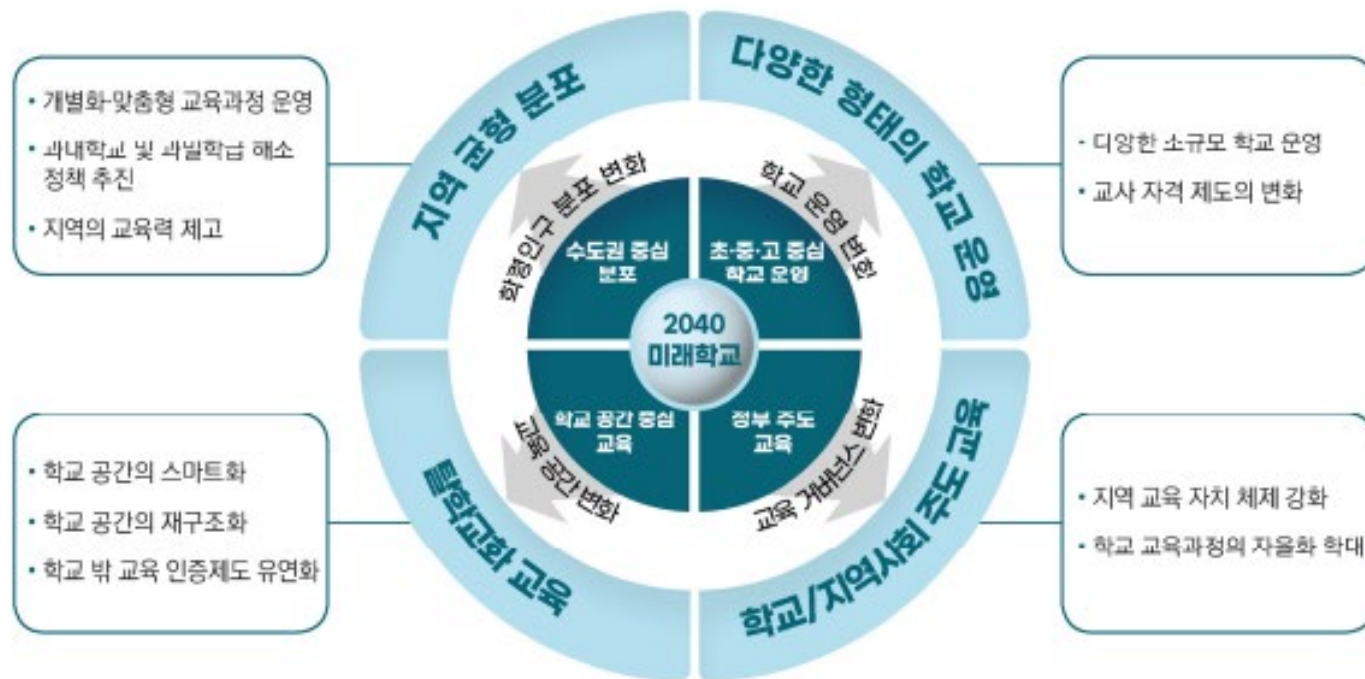 지역 균형 분포
• 개별화·맞춤형 교육과정 운영
• 과대학교 및 과밀학급 해소
정책 추진
• 지역의 교육력 제고
다양한 형태의 학교 운영
• 다양한 소규모 학교 운영
• 교사 자격 제도의 변화
학령인구 분포 변화
학교 운영 변화
수도권 중심
분포
초·중·고 중심
학교 운영
2040
미래학교
학교 공간 중심
교육
정부 주도
교육
교육 공간 변화
교육 거버넌스 변화
탈학교화 교육
• 학교 공간의 스마트화
• 학교 공간의 재구조화
• 학교 밖 교육 인증제도 유연화
학교/지역사회 주도 교육
• 지역 교육 자치 체제 강화
• 학교 교육과정의 자율화 확대